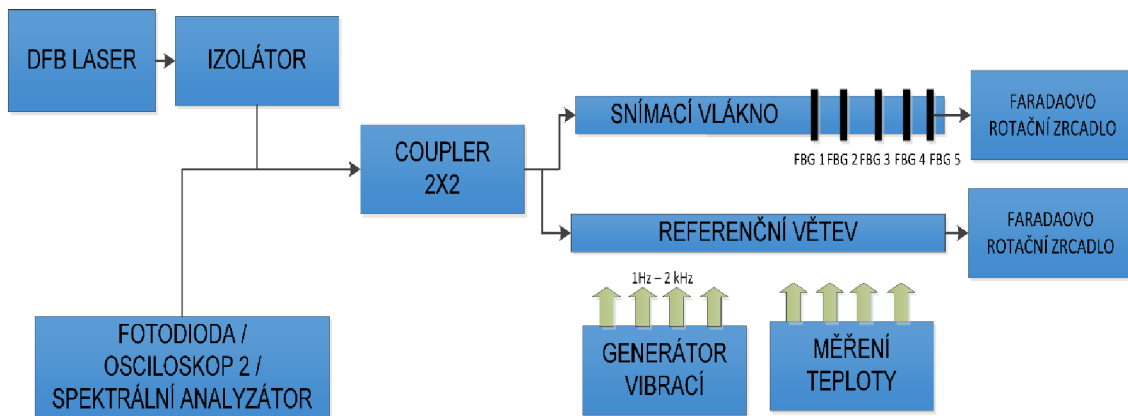 DFB LASER
IZOLÁTOR
SNÍMACÍ VLÁKNO
FARADAOVO
ROTAČNÍ ZRCADLO
FBG 1 FBG 2 FBG 3 FBG 4 FBG 5
COUPLER
2X2
REFERENČNÍ VĚTEV
FARADAOVO
ROTAČNÍ ZRCADLO
1Hz – 2 kHz
FOTODIODA /
OSCILOSKOP 2 /
SPEKTRÁLNÍ ANALYZÁTOR
GENERÁTOR
VIBRACÍ
MĚŘENÍ
TEPLOTY